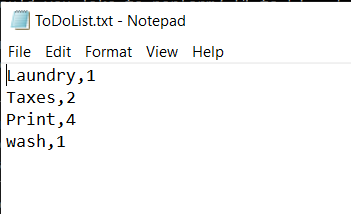 ToDoList.txt - Notepad
File Edit Format View Help
Laundry,1
Taxes,2
Print,4
wash,1